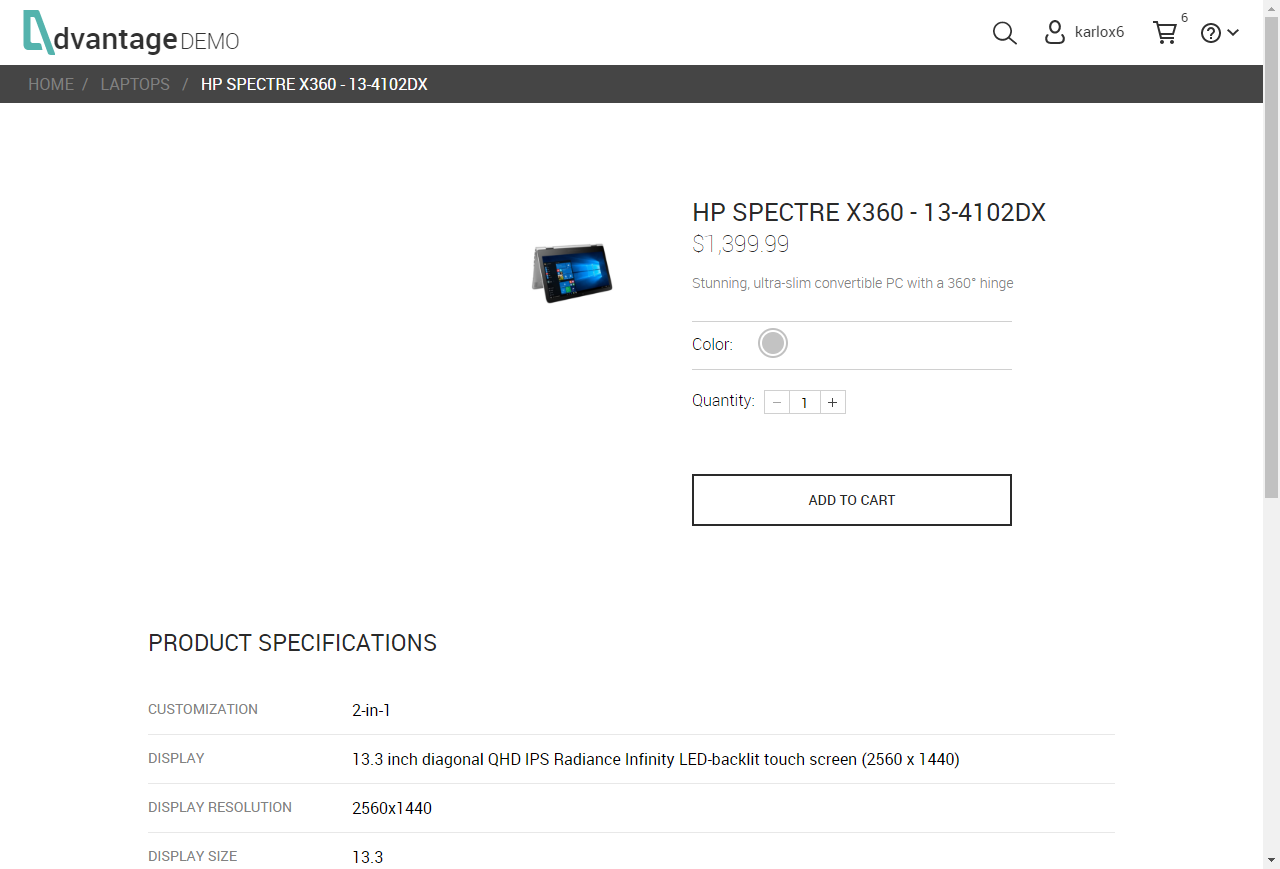 dvantage DEMO
karlox6
6
HOME / LAPTOPS / HP SPECTRE X360 - 13-4102DX
HP SPECTRE X360 - 13-4102DX
$1,399.99
Stunning, ultra-slim convertible PC with a 360° hinge
Color:
Quantity: − 1 +
ADD TO CART
PRODUCT SPECIFICATIONS
CUSTOMIZATION 2-in-1
DISPLAY 13.3 inch diagonal QHD IPS Radiance Infinity LED-backlit touch screen (2560 x 1440)
DISPLAY RESOLUTION 2560x1440
DISPLAY SIZE 13.3